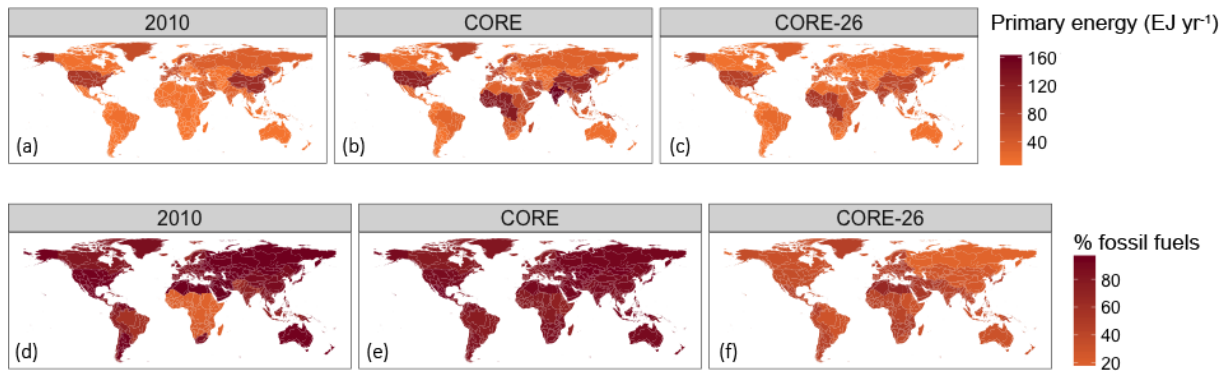 2010 CORE CORE-26 Primary energy (EJ yr⁻¹)
160
120
80
40
(a) (b) (c)
2010 CORE CORE-26
% fossil fuels
80
60
40
20
(d) (e) (f)